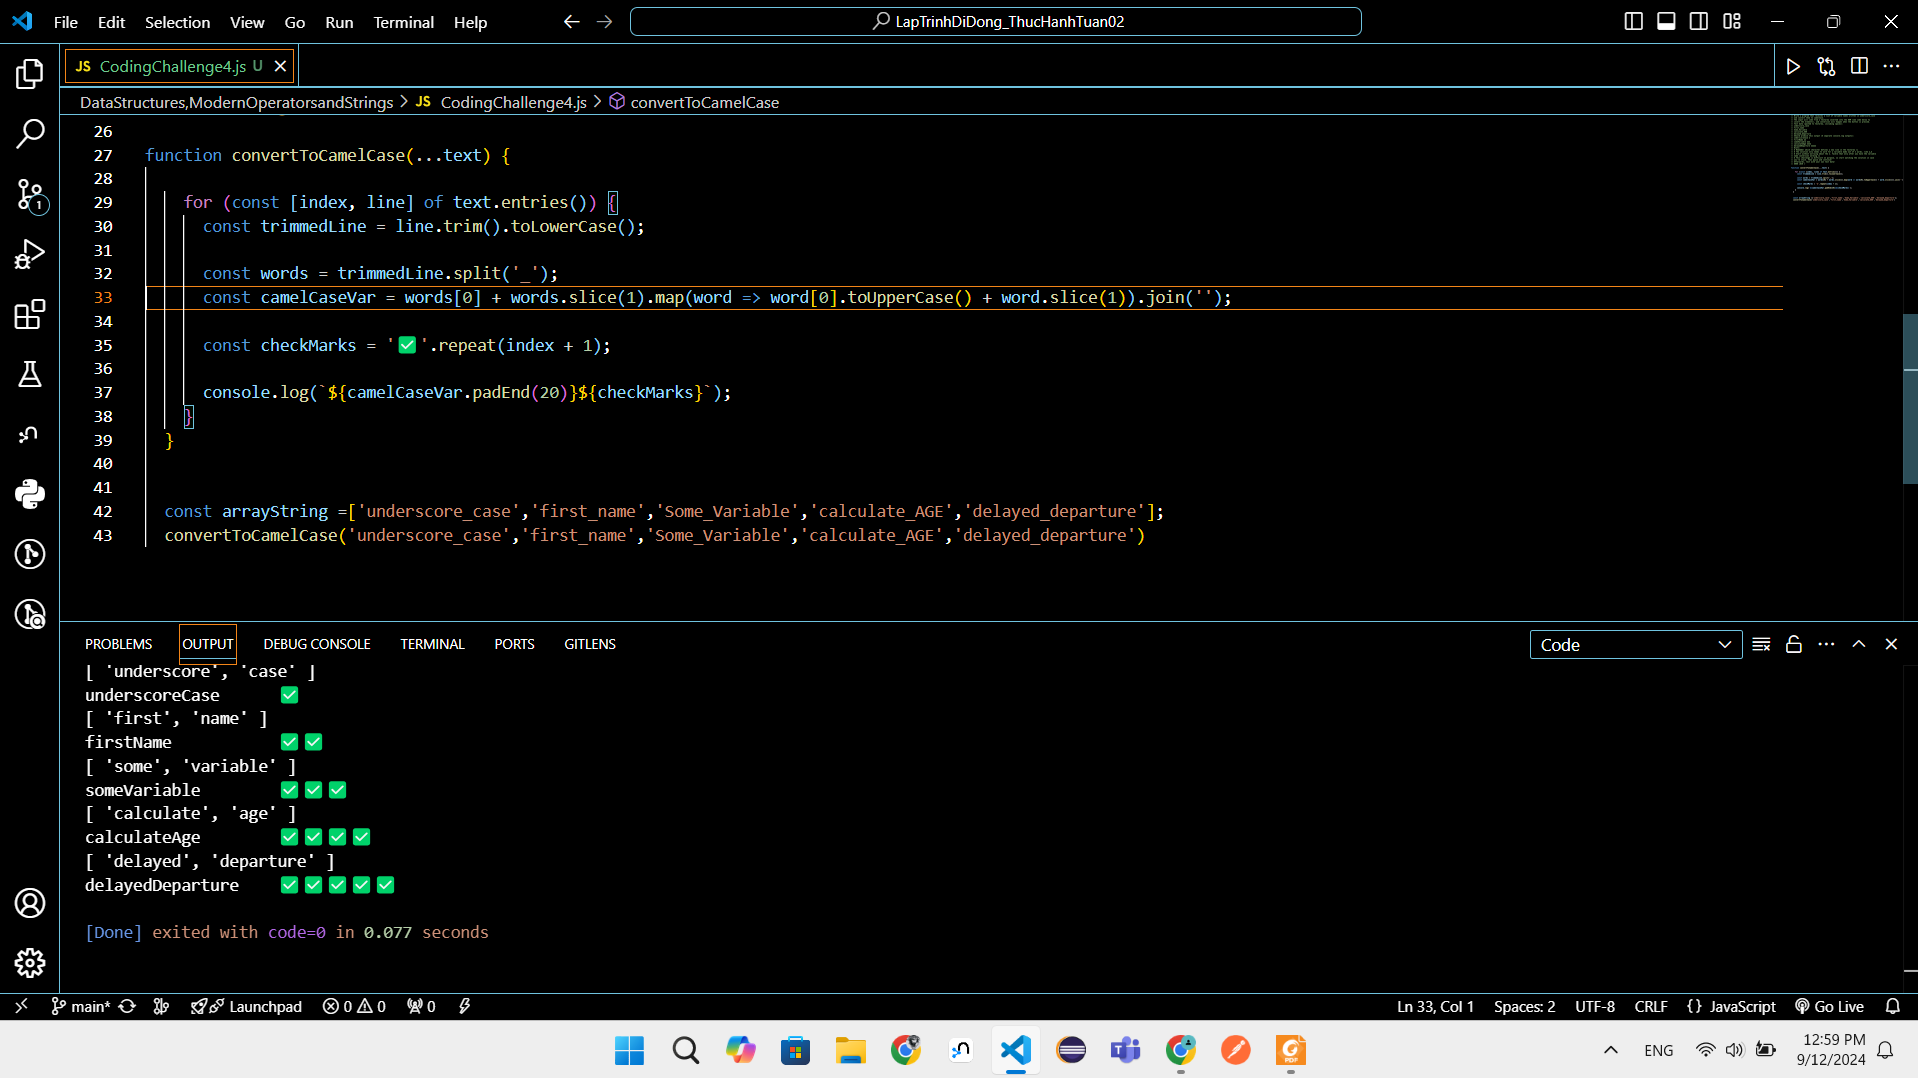 File Edit Selection View Go Run Terminal Help
LapTrinhDiDong_ThucHanhTuan02
JS CodingChallenge4.js U
DataStructures,ModernOperatorsandStrings > JS CodingChallenge4.js > convertToCamelCase
26
27 function convertToCamelCase(...text) {
28
29 for (const [index, line] of text.entries()) {
30 const trimmedLine = line.trim().toLowerCase();
31
32 const words = trimmedLine.split('_');
33 const camelCaseVar = words[0] + words.slice(1).map(word => word[0].toUpperCase() + word.slice(1)).join('');
34
35 const checkMarks = '✅'.repeat(index + 1);
36
37 console.log(`${camelCaseVar.padEnd(20)}${checkMarks}`);
38 }
39 }
40
41
42 const arrayString =['underscore_case','first_name','Some_Variable','calculate_AGE','delayed_departure'];
43 convertToCamelCase('underscore_case','first_name','Some_Variable','calculate_AGE','delayed_departure')
PROBLEMS OUTPUT DEBUG CONSOLE TERMINAL PORTS GITLENS
Code
[ 'underscore', 'case' ]
underscoreCase ✅
[ 'first', 'name' ]
firstName ✅✅
[ 'some', 'variable' ]
someVariable ✅✅✅
[ 'calculate', 'age' ]
calculateAge ✅✅✅✅
[ 'delayed', 'departure' ]
delayedDeparture ✅✅✅✅✅
[Done] exited with code=0 in 0.077 seconds
1
main* Launchpad 0 0 0
Ln 33, Col 1 Spaces: 2 UTF-8 CRLF {} JavaScript Go Live
ENG
12:59 PM
9/12/2024